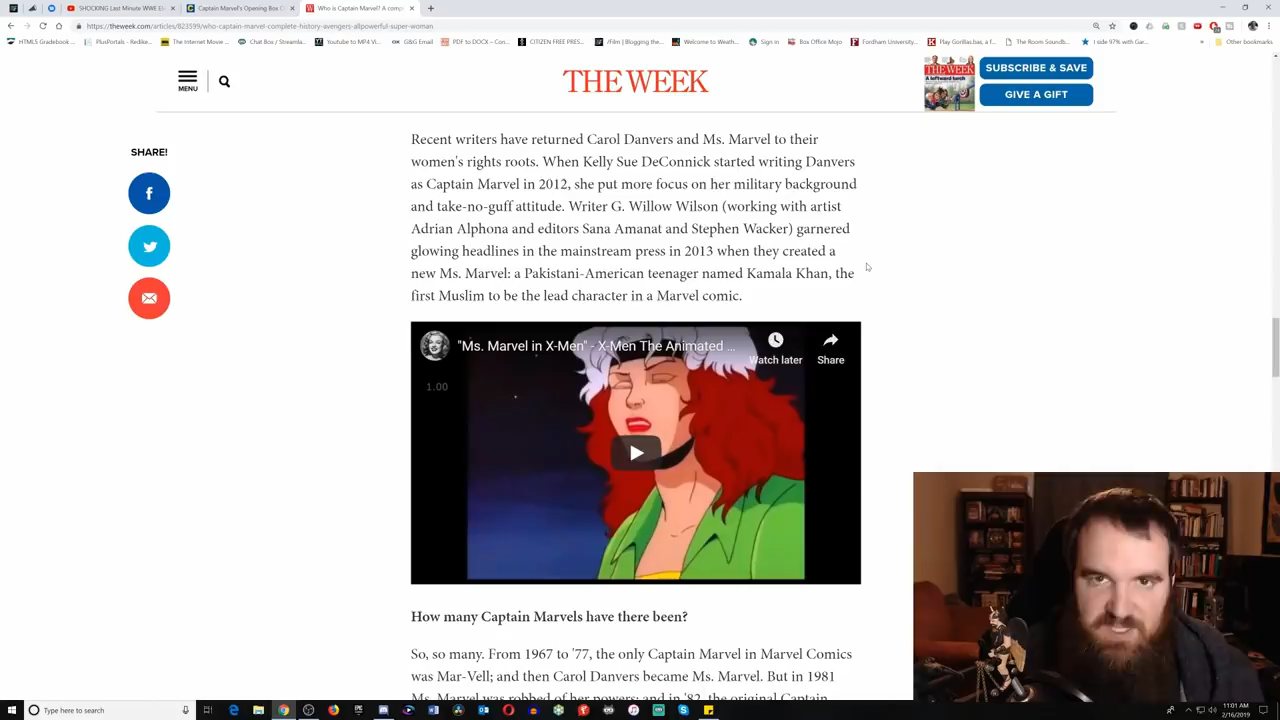 SHOCKING Last Minute WWE El
Captain Marvel's Opening Box O
Who is Captain Marvel? A comp
https://theweek.com/articles/823599/who-captain-marvel-complete-history-avengers-allpowerful-super-woman
HTML5 Gradebook
PlusPortals - Rediker
The Internet Movie
Chat Box / Streamla
Youtube to MP4 Vi
G&G Email
PDF to DOCX – Con
CITIZEN FREE PRES
/Film | Blogging the
Welcome to Weath
Sign in
Box Office Mojo
Fordham University
Play Gorillas.bas, a f
The Room Soundb
I side 97% with Gar
Other bookmarks
MENU
THE WEEK
THE WEEK
SUBSCRIBE & SAVE
GIVE A GIFT
SHARE!
Recent writers have returned Carol Danvers and Ms. Marvel to their
women's rights roots. When Kelly Sue DeConnick started writing Danvers
as Captain Marvel in 2012, she put more focus on her military background
and take-no-guff attitude. Writer G. Willow Wilson (working with artist
Adrian Alphona and editors Sana Amanat and Stephen Wacker) garnered
glowing headlines in the mainstream press in 2013 when they created a
new Ms. Marvel: a Pakistani-American teenager named Kamala Khan, the
first Muslim to be the lead character in a Marvel comic.
"Ms. Marvel in X-Men" - X-Men The Animated ...
Watch later
Share
1.00
How many Captain Marvels have there been?
So, so many. From 1967 to '77, the only Captain Marvel in Marvel Comics
was Mar-Vell; and then Carol Danvers became Ms. Marvel. But in 1981
Ms. Marvel was robbed of her powers; and in '82, the original Captain
Type here to search
11:01 AM
2/16/2019